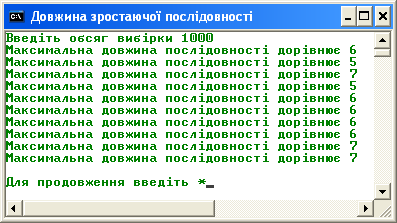 Довжина зростаючої послідовності
Введіть обсяг вибірки 1000
Максимальна довжина послідовності дорівнює 6
Максимальна довжина послідовності дорівнює 5
Максимальна довжина послідовності дорівнює 7
Максимальна довжина послідовності дорівнює 5
Максимальна довжина послідовності дорівнює 6
Максимальна довжина послідовності дорівнює 6
Максимальна довжина послідовності дорівнює 6
Максимальна довжина послідовності дорівнює 6
Максимальна довжина послідовності дорівнює 7
Максимальна довжина послідовності дорівнює 7
Для продовження введіть *